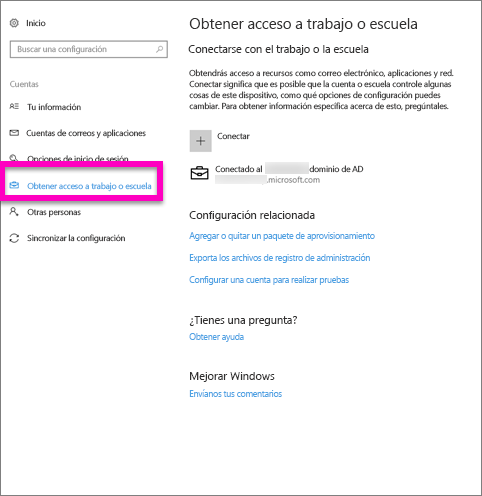 Inicio
Buscar una configuración
Cuentas
Tu información
Cuentas de correos y aplicaciones
Opciones de inicio de sesión
Obtener acceso a trabajo o escuela
Otras personas
Sincronizar la configuración
Obtener acceso a trabajo o escuela
Conectarse con el trabajo o la escuela
Obtendrás acceso a recursos como correo electrónico, aplicaciones y red.
Conectar significa que es posible que la cuenta o escuela controle algunas
cosas de este dispositivo, como qué opciones de configuración puedes
cambiar. Para obtener información específica acerca de esto, pregúntales.
Conectar
Conectado al dominio de AD
.microsoft.com
Configuración relacionada
Agregar o quitar un paquete de aprovisionamiento
Exporta los archivos de registro de administración
Configurar una cuenta para realizar pruebas
¿Tienes una pregunta?
Obtener ayuda
Mejorar Windows
Envíanos tus comentarios